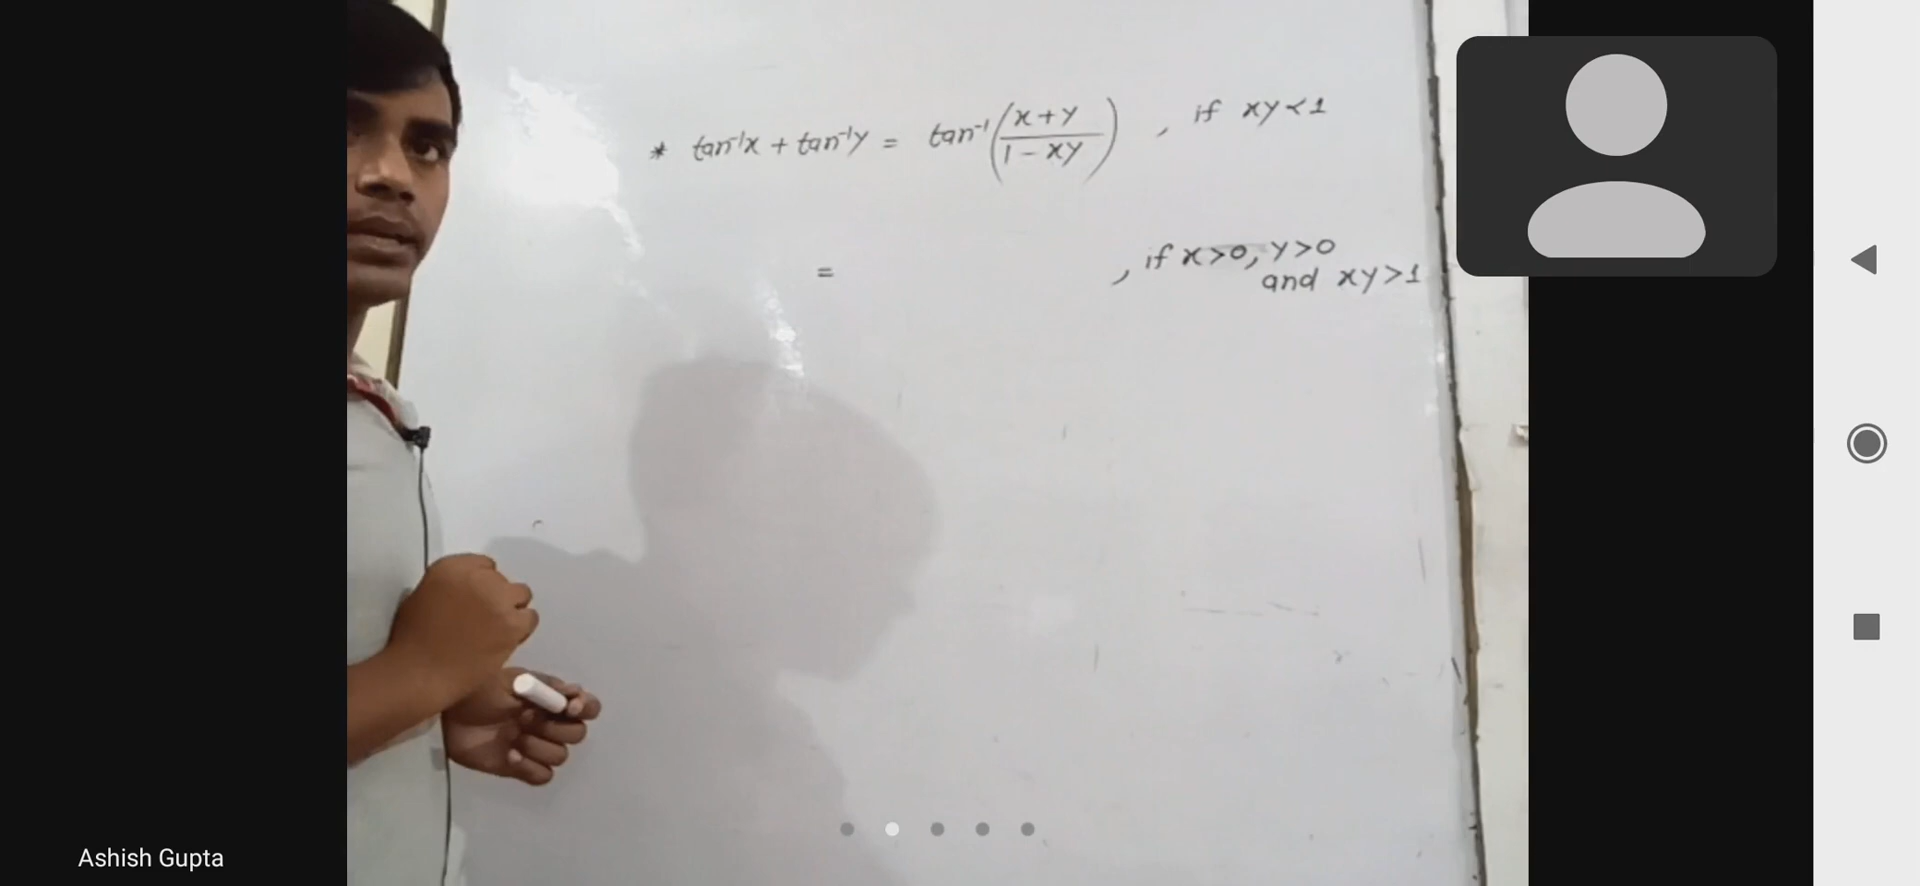 * tan⁻¹x + tan⁻¹y = tan⁻¹((x + y)/(1 - xy)) , if xy < 1
= , if x>0, y>0
and xy>1
Ashish Gupta